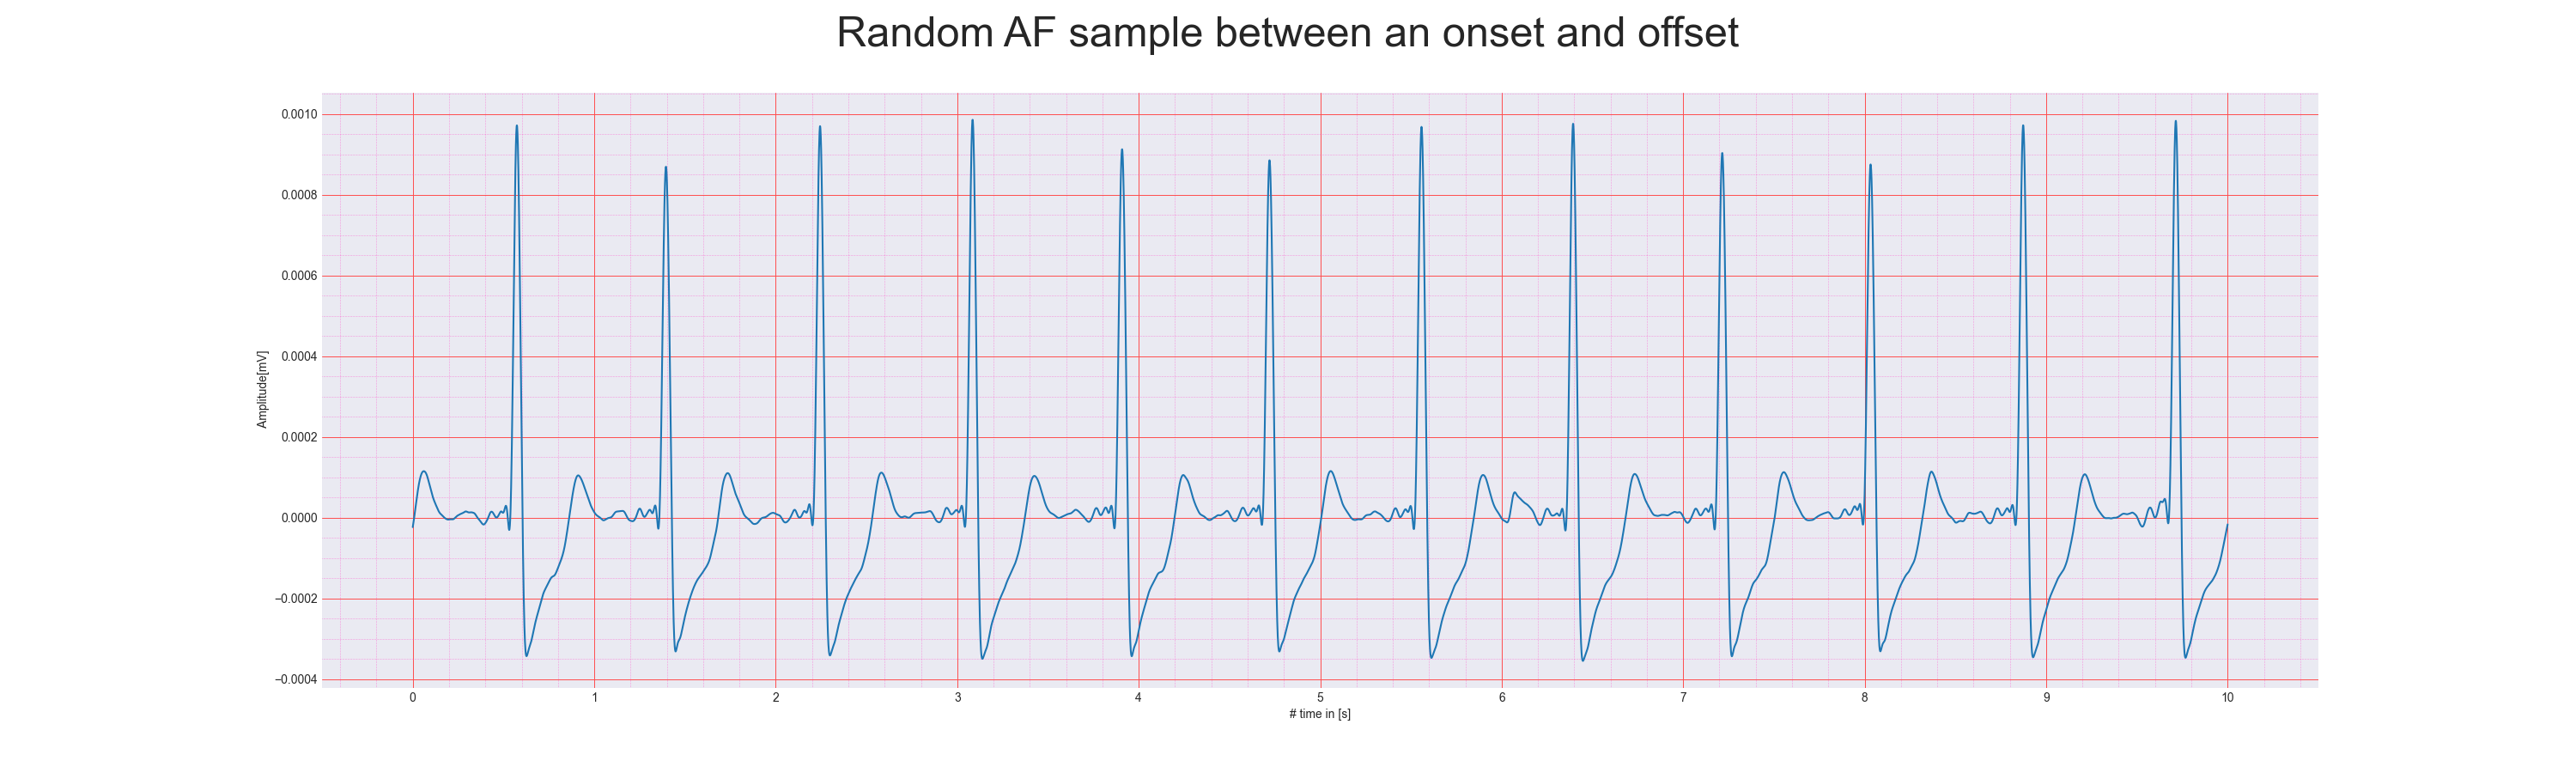 Random AF sample between an onset and offset
0.0010
0.0008
0.0006
0.0004
0.0002
0.0000
−0.0002
−0.0004
Amplitude[mV]
0 1 2 3 4 5 6 7 8 9 10
# time in [s]